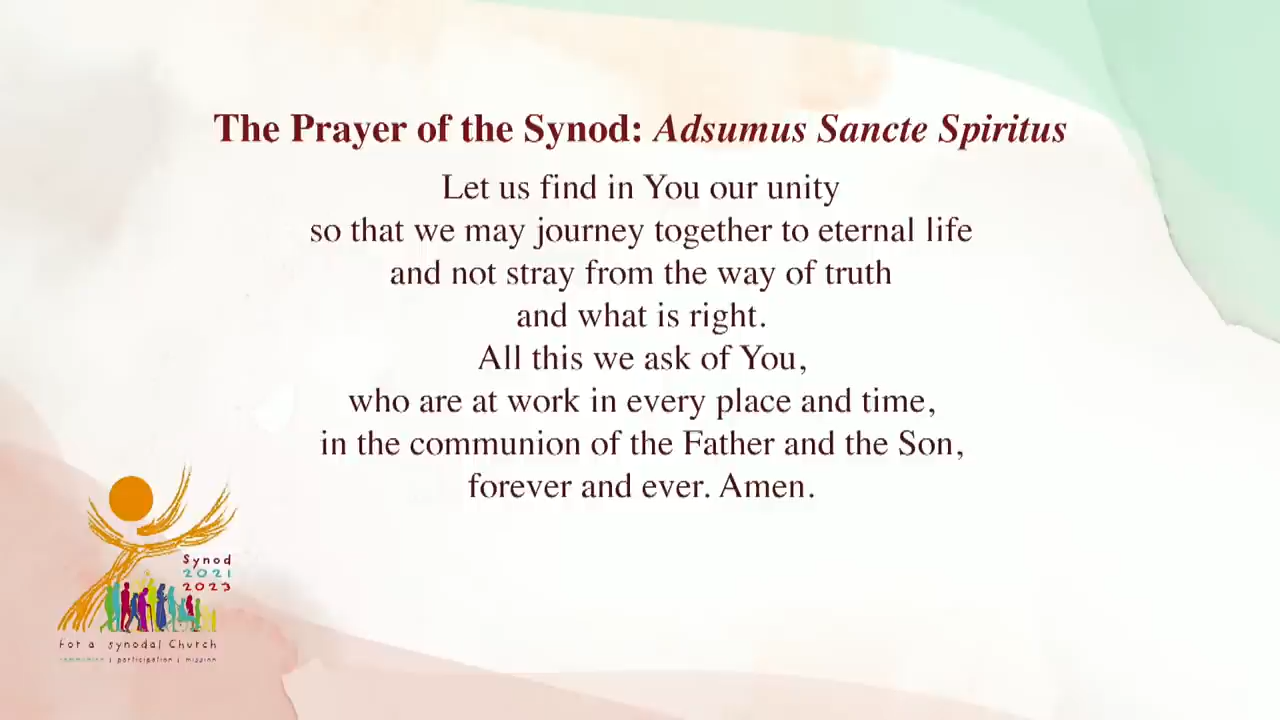 The Prayer of the Synod: Adsumus Sancte Spiritus
Let us find in You our unity
so that we may journey together to eternal life
and not stray from the way of truth
and what is right.
All this we ask of You,
who are at work in every place and time,
in the communion of the Father and the Son,
forever and ever. Amen.
Synod
2021
2023
For a synodal Church
communion | participation | mission